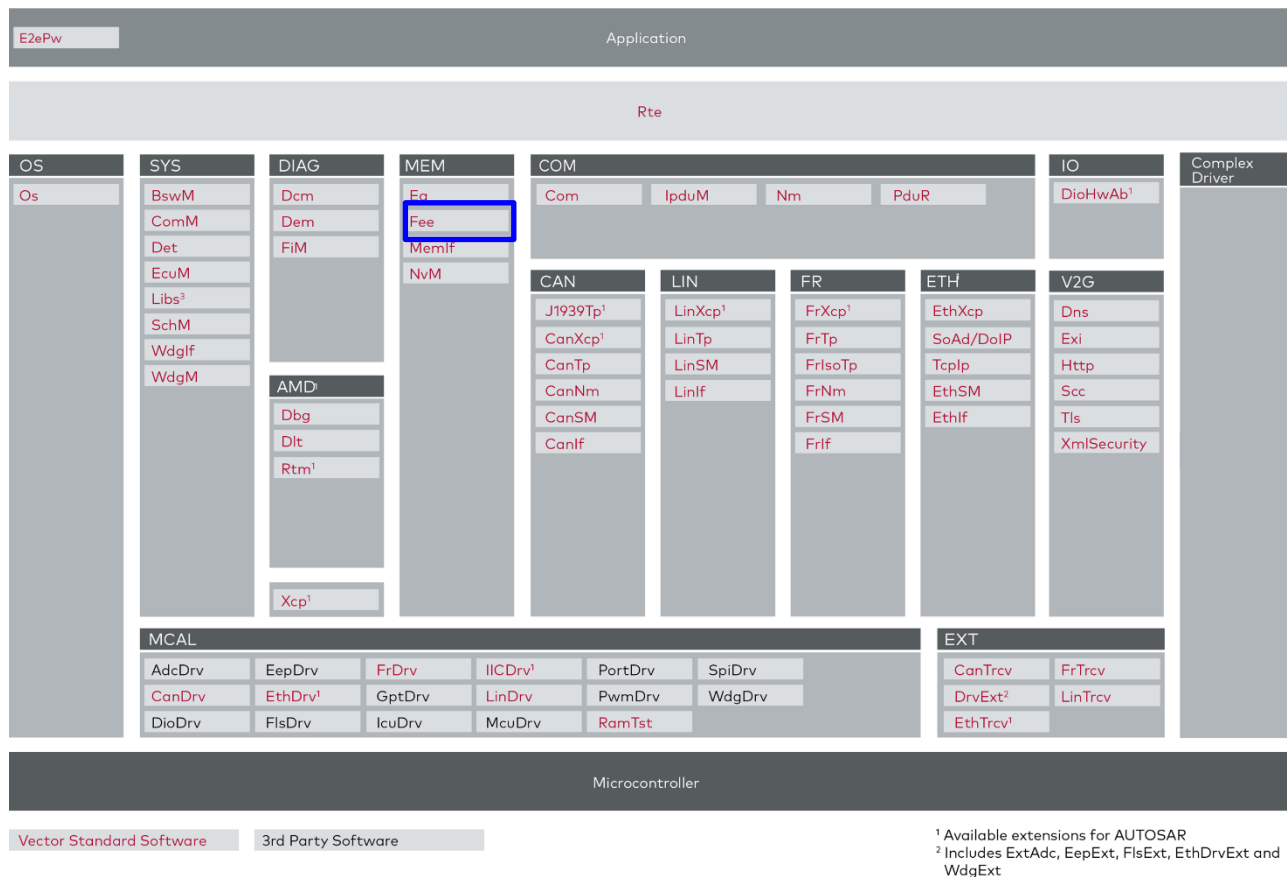 E2ePw
Application
Rte
OS
Os
SYS
BswM
ComM
Det
EcuM
Libs³
SchM
WdgIf
WdgM
DIAG
Dcm
Dem
FiM
AMD¹
Dbg
Dlt
Rtm¹
Xcp¹
MEM
Ea
Fee
MemIf
NvM
COM
Com IpduM Nm PduR
CAN
J1939Tp¹
CanXcp¹
CanTp
CanNm
CanSM
CanIf
LIN
LinXcp¹
LinTp
LinSM
LinIf
FR
FrXcp¹
FrTp
FrIsoTp
FrNm
FrSM
FrIf
ETH¹
EthXcp
SoAd/DoIP
TcpIp
EthSM
EthIf
IO
DioHwAb¹
V2G
Dns
Exi
Http
Scc
Tls
XmlSecurity
Complex
Driver
MCAL
AdcDrv EepDrv FrDrv IICDrv¹ PortDrv SpiDrv
CanDrv EthDrv¹ GptDrv LinDrv PwmDrv WdgDrv
DioDrv FlsDrv IcuDrv McuDrv RamTst
EXT
CanTrcv FrTrcv
DrvExt² LinTrcv
EthTrcv¹
Microcontroller
Vector Standard Software
3rd Party Software
¹ Available extensions for AUTOSAR
² Includes ExtAdc, EepExt, FlsExt, EthDrvExt and
WdgExt